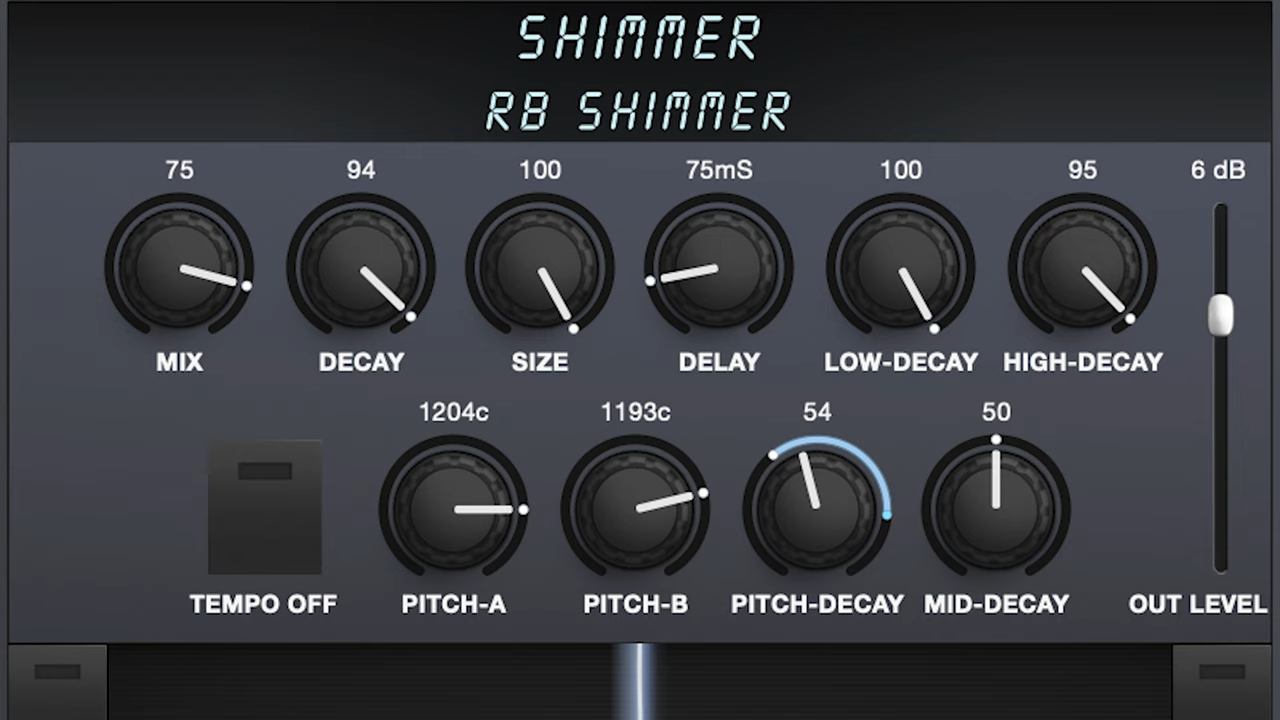 SHIMMER
RB SHIMMER
75 94 100 75mS 100 95 6 dB
MIX DECAY SIZE DELAY LOW-DECAY HIGH-DECAY
1204c 1193c 54 50
TEMPO OFF PITCH-A PITCH-B PITCH-DECAY MID-DECAY OUT LEVEL